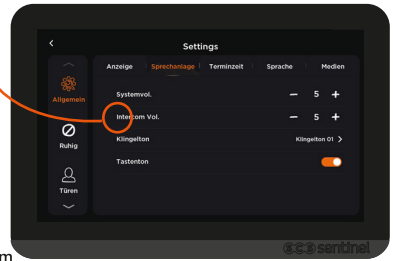 Settings
Anzeige Sprechanlage Terminzeit Sprache Medien
Allgemein
Systemvol. 5
Intercom Vol. 5
Ruhig
Klingelton Klingelton 01
Tastenton
Türen
sentinel
m